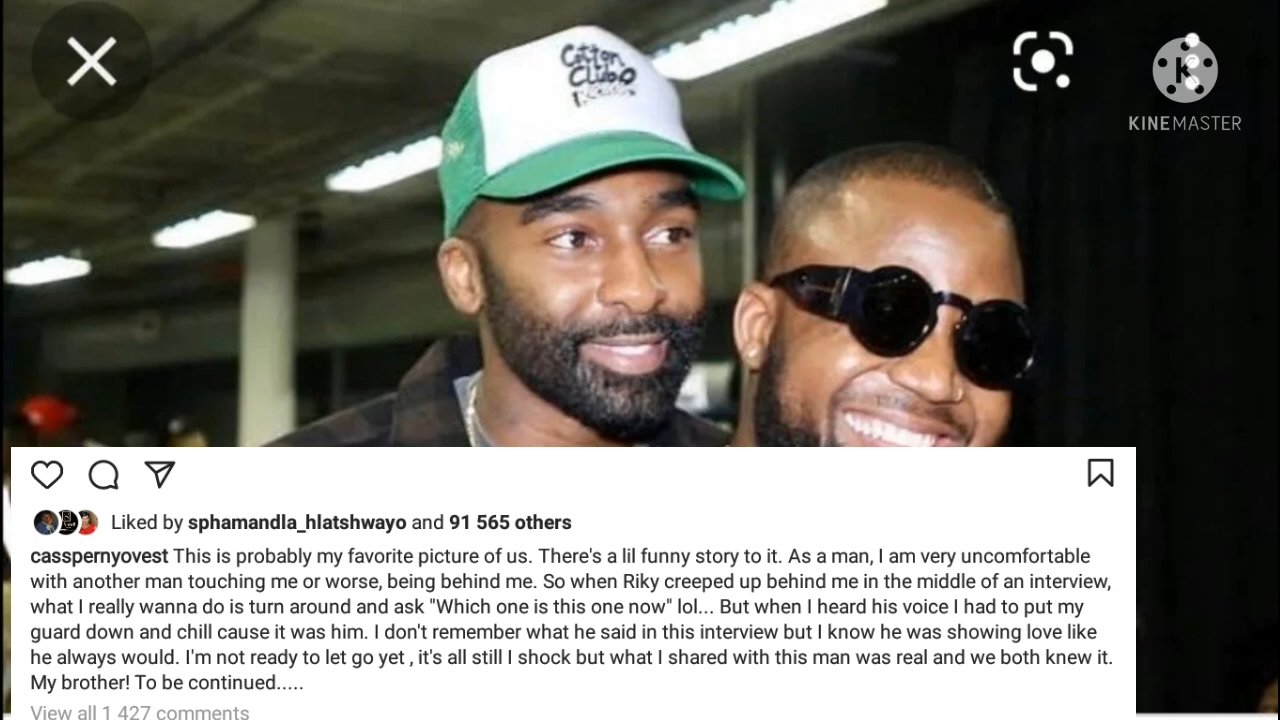 Cotton
Club
Records
K
KINEMASTER
Liked by sphamandla_hlatshwayo and 91 565 others
casspernyovest This is probably my favorite picture of us. There's a lil funny story to it. As a man, I am very uncomfortable
with another man touching me or worse, being behind me. So when Riky creeped up behind me in the middle of an interview,
what I really wanna do is turn around and ask "Which one is this one now" lol... But when I heard his voice I had to put my
guard down and chill cause it was him. I don't remember what he said in this interview but I know he was showing love like
he always would. I'm not ready to let go yet , it's all still I shock but what I shared with this man was real and we both knew it.
My brother! To be continued.....
View all 1 427 comments